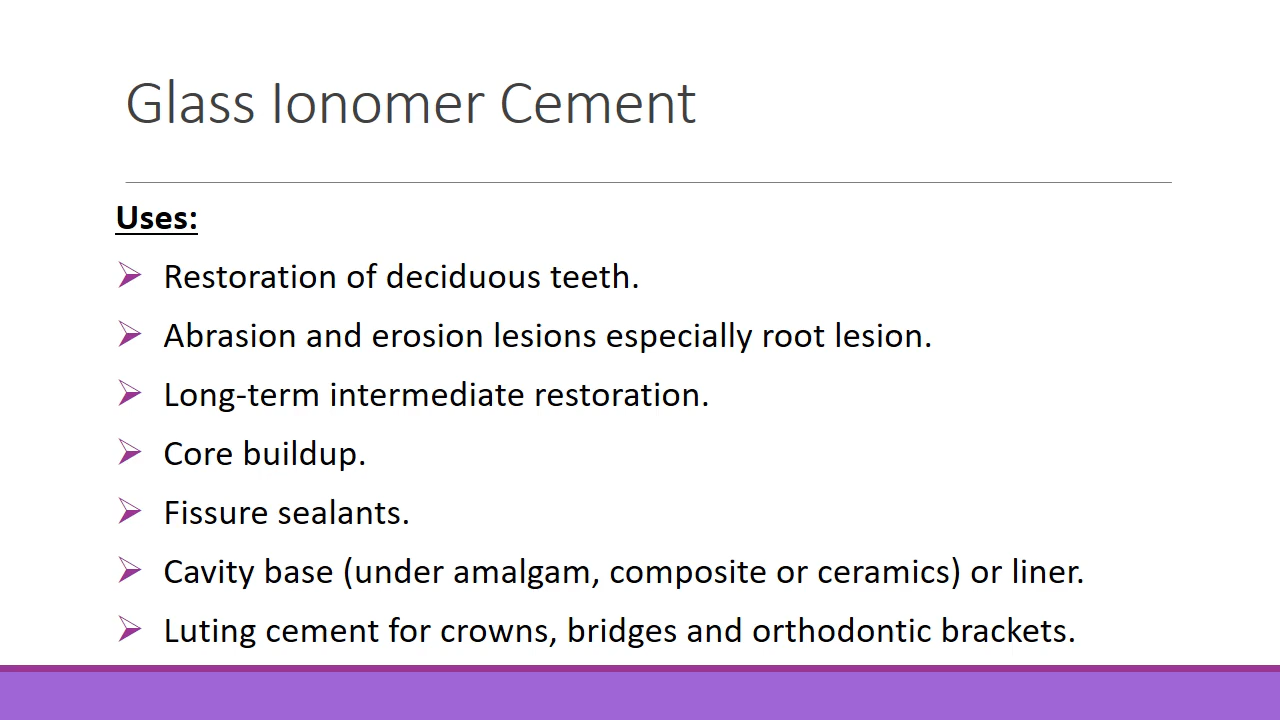 Glass Ionomer Cement
Uses:
Restoration of deciduous teeth.
Abrasion and erosion lesions especially root lesion.
Long-term intermediate restoration.
Core buildup.
Fissure sealants.
Cavity base (under amalgam, composite or ceramics) or liner.
Luting cement for crowns, bridges and orthodontic brackets.